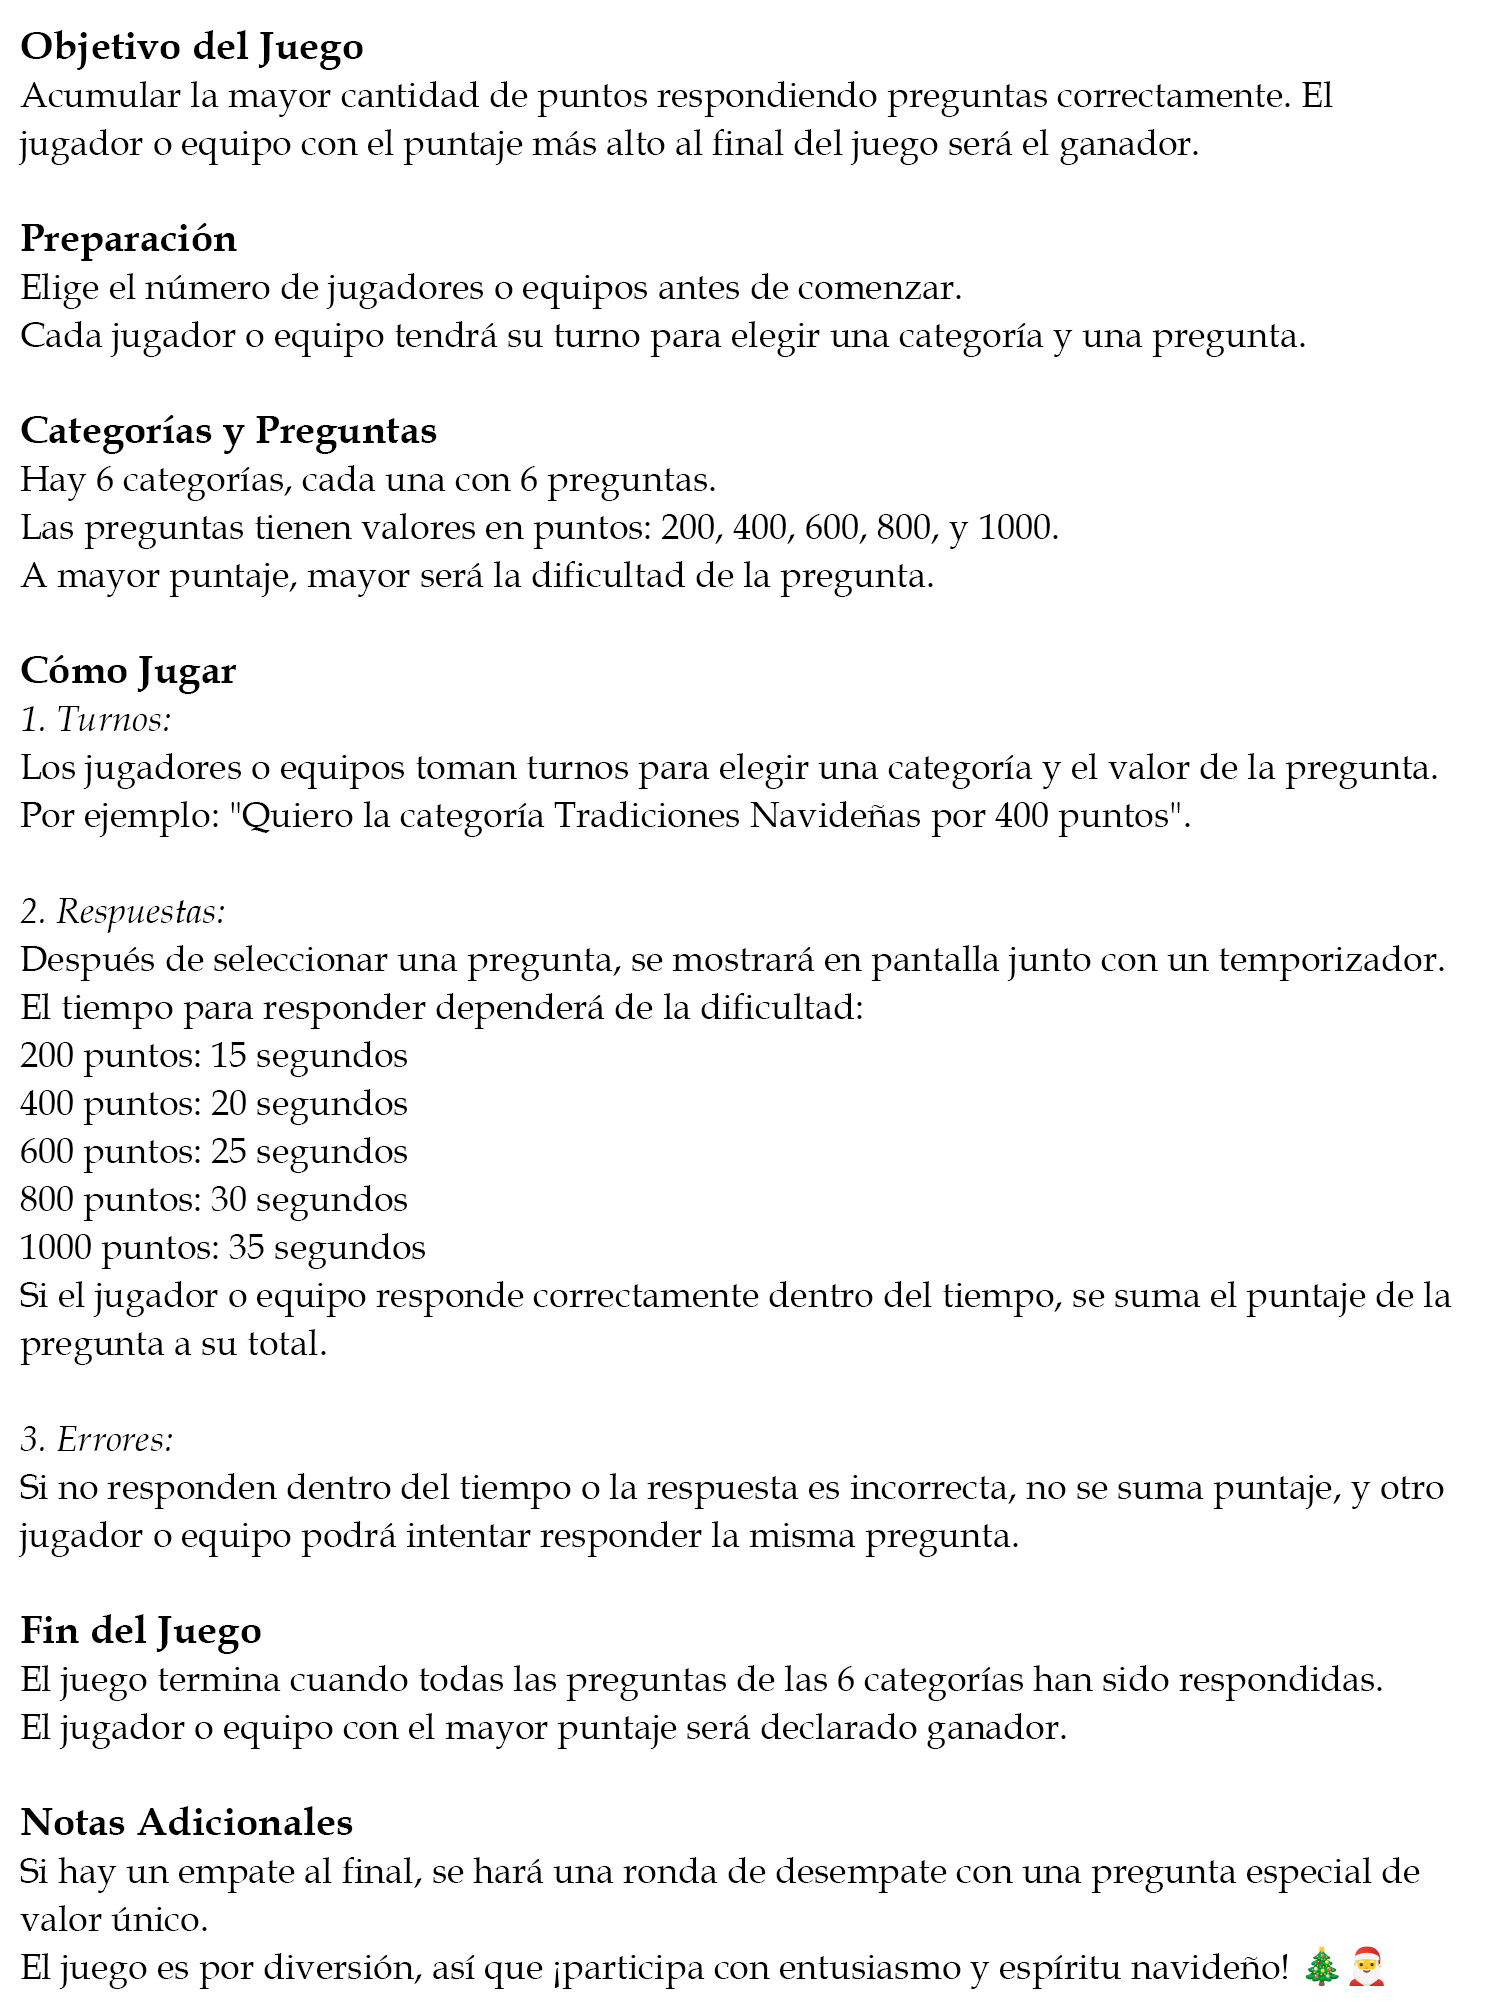 Objetivo del Juego
Acumular la mayor cantidad de puntos respondiendo preguntas correctamente. El
jugador o equipo con el puntaje más alto al final del juego será el ganador.
Preparación
Elige el número de jugadores o equipos antes de comenzar.
Cada jugador o equipo tendrá su turno para elegir una categoría y una pregunta.
Categorías y Preguntas
Hay 6 categorías, cada una con 6 preguntas.
Las preguntas tienen valores en puntos: 200, 400, 600, 800, y 1000.
A mayor puntaje, mayor será la dificultad de la pregunta.
Cómo Jugar
1. Turnos:
Los jugadores o equipos toman turnos para elegir una categoría y el valor de la pregunta.
Por ejemplo: "Quiero la categoría Tradiciones Navideñas por 400 puntos".
2. Respuestas:
Después de seleccionar una pregunta, se mostrará en pantalla junto con un temporizador.
El tiempo para responder dependerá de la dificultad:
200 puntos: 15 segundos
400 puntos: 20 segundos
600 puntos: 25 segundos
800 puntos: 30 segundos
1000 puntos: 35 segundos
Si el jugador o equipo responde correctamente dentro del tiempo, se suma el puntaje de la
pregunta a su total.
3. Errores:
Si no responden dentro del tiempo o la respuesta es incorrecta, no se suma puntaje, y otro
jugador o equipo podrá intentar responder la misma pregunta.
Fin del Juego
El juego termina cuando todas las preguntas de las 6 categorías han sido respondidas.
El jugador o equipo con el mayor puntaje será declarado ganador.
Notas Adicionales
Si hay un empate al final, se hará una ronda de desempate con una pregunta especial de
valor único.
El juego es por diversión, así que ¡participa con entusiasmo y espíritu navideño! 🎄🎅